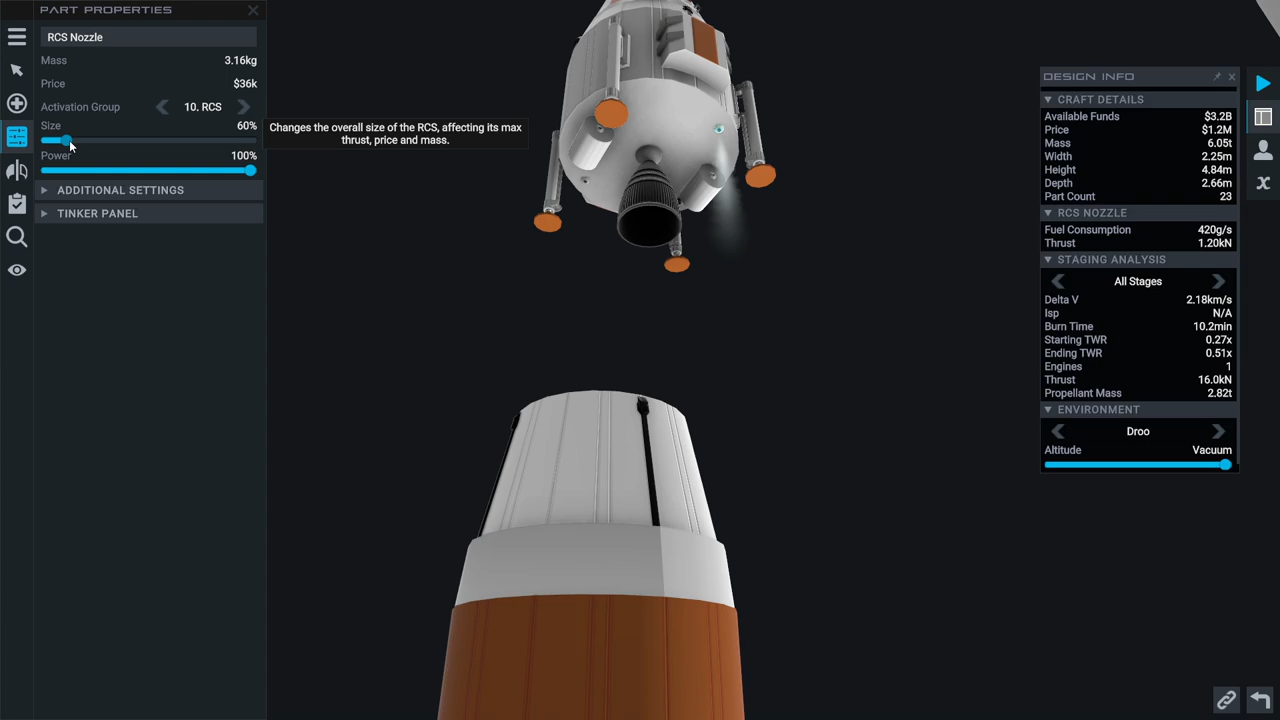 PART PROPERTIES
RCS Nozzle
Mass 3.16kg
Price $36k
Activation Group 10. RCS
Size 60%
Power 100%
ADDITIONAL SETTINGS
TINKER PANEL
Changes the overall size of the RCS, affecting its max
thrust, price and mass.
DESIGN INFO
CRAFT DETAILS
Available Funds $3.2B
Price $1.2M
Mass 6.05t
Width 2.25m
Height 4.84m
Depth 2.66m
Part Count 23
RCS NOZZLE
Fuel Consumption 420g/s
Thrust 1.20kN
STAGING ANALYSIS
All Stages
Delta V 2.18km/s
Isp N/A
Burn Time 10.2min
Starting TWR 0.27x
Ending TWR 0.51x
Engines 1
Thrust 16.0kN
Propellant Mass 2.82t
ENVIRONMENT
Droo
Altitude Vacuum